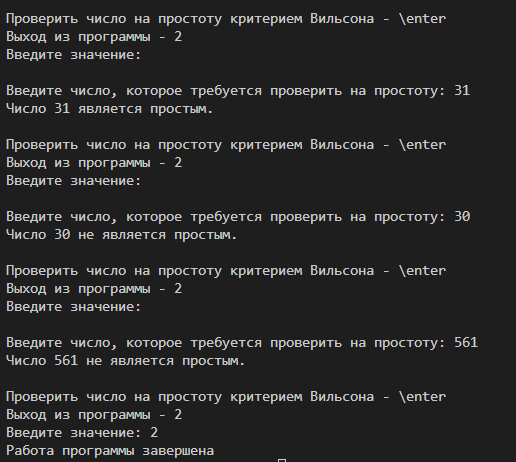 Проверить число на простоту критерием Вильсона - \enter
Выход из программы - 2
Введите значение:
Введите число, которое требуется проверить на простоту: 31
Число 31 является простым.
Проверить число на простоту критерием Вильсона - \enter
Выход из программы - 2
Введите значение:
Введите число, которое требуется проверить на простоту: 30
Число 30 не является простым.
Проверить число на простоту критерием Вильсона - \enter
Выход из программы - 2
Введите значение:
Введите число, которое требуется проверить на простоту: 561
Число 561 не является простым.
Проверить число на простоту критерием Вильсона - \enter
Выход из программы - 2
Введите значение: 2
Работа программы завершена